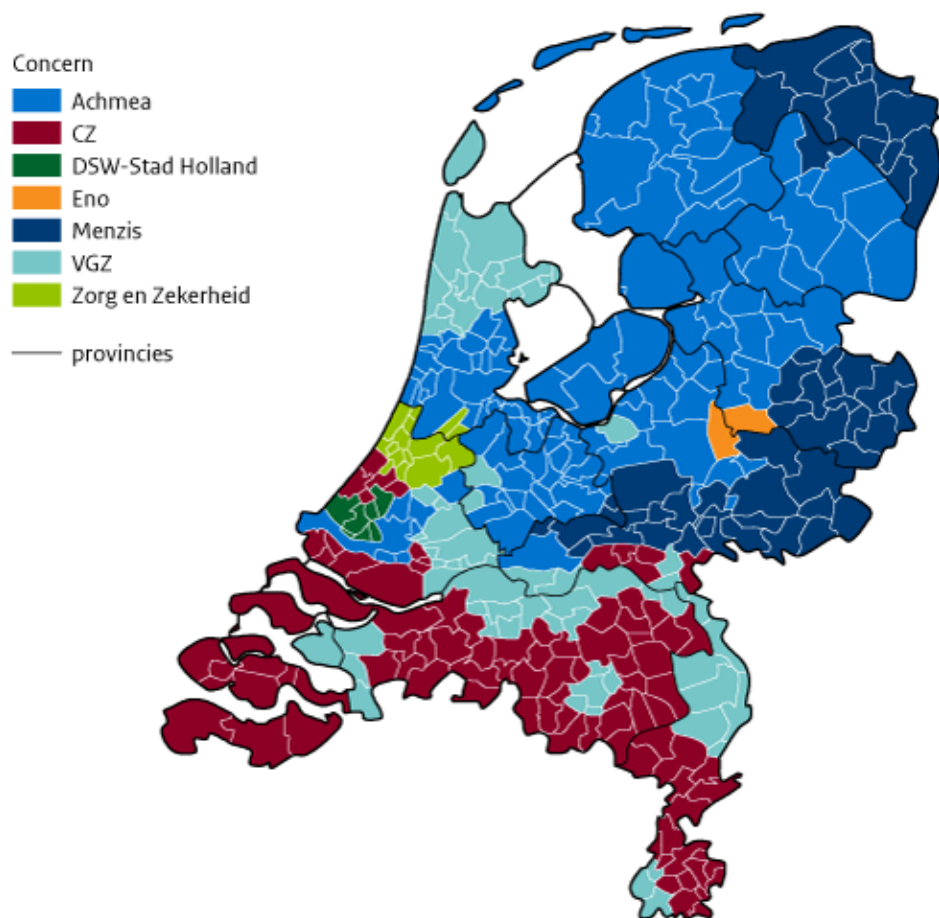 Concern
Achmea
CZ
DSW-Stad Holland
Eno
Menzis
VGZ
Zorg en Zekerheid
provincies